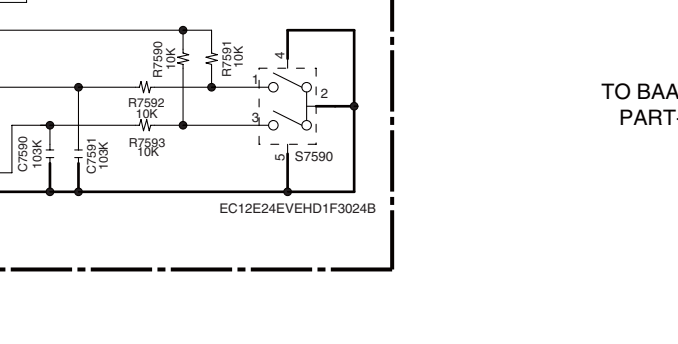 R7590
10K
R7591
10K
4
1
2
R7592
10K
3
R7593
10K
C7590
103K
C7591
103K
5
S7590
EC12E24EVEHD1F3024B
TO BAA
PART-